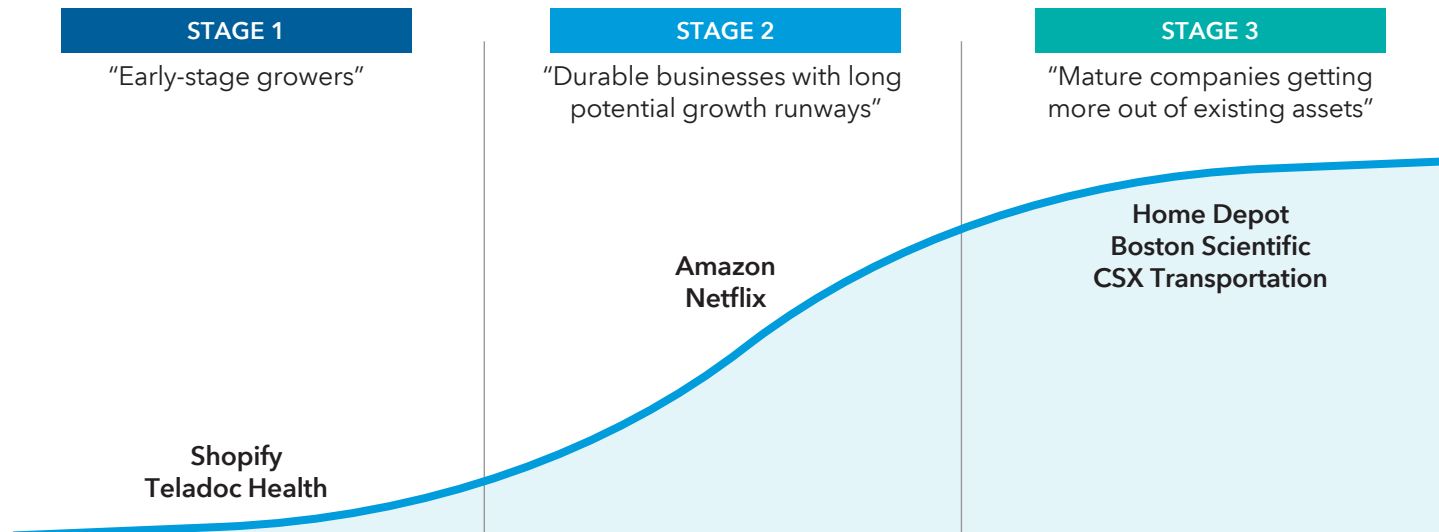 STAGE 1
“Early-stage growers”
STAGE 2
“Durable businesses with long
potential growth runways”
STAGE 3
“Mature companies getting
more out of existing assets”
Shopify
Teladoc Health
Amazon
Netflix
Home Depot
Boston Scientific
CSX Transportation